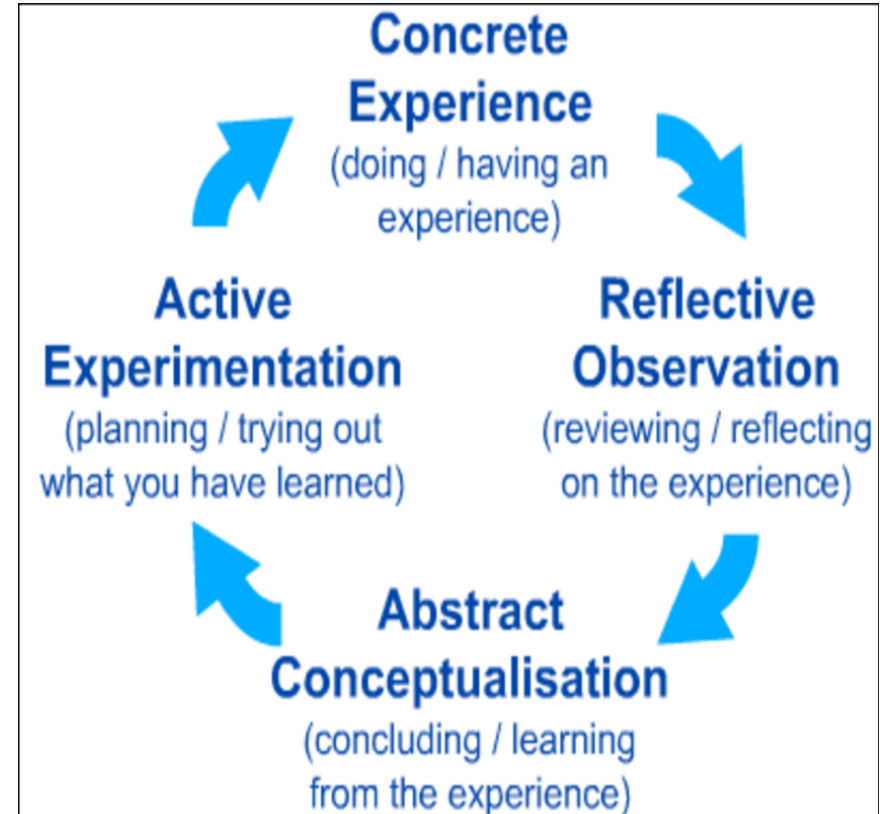 Concrete
Experience
(doing / having an
experience)
Active
Experimentation
(planning / trying out
what you have learned)
Reflective
Observation
(reviewing / reflecting
on the experience)
Abstract
Conceptualisation
(concluding / learning
from the experience)